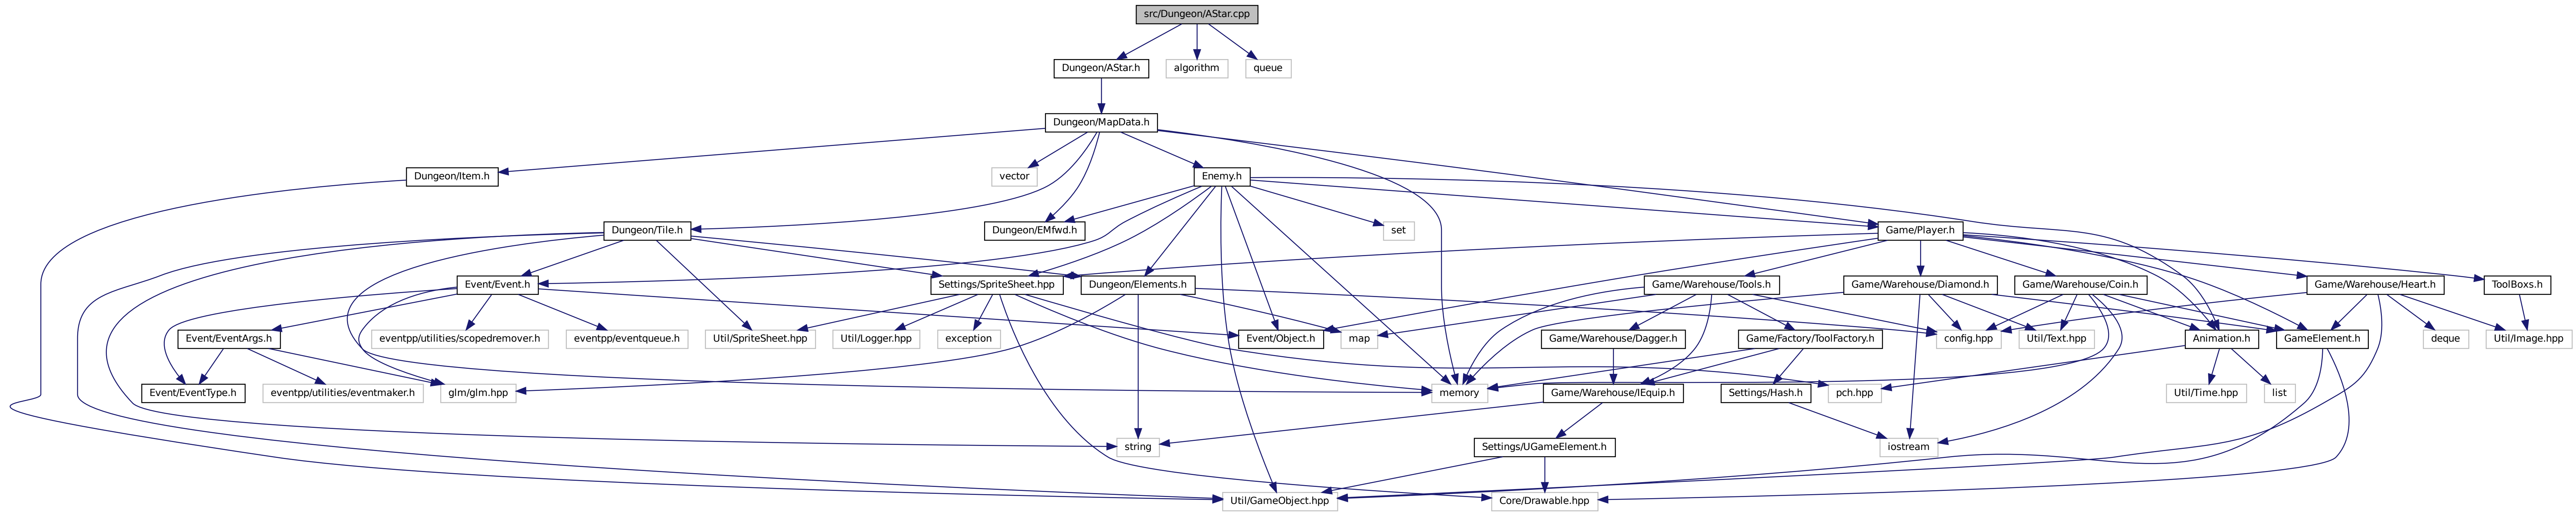 src/Dungeon/AStar.cpp
Dungeon/AStar.h
algorithm
queue
Dungeon/MapData.h
Dungeon/Item.h
vector
Enemy.h
Dungeon/Tile.h
Dungeon/EMfwd.h
set
Game/Player.h
Event/Event.h
Settings/SpriteSheet.hpp
Dungeon/Elements.h
Game/Warehouse/Tools.h
Game/Warehouse/Diamond.h
Game/Warehouse/Coin.h
Game/Warehouse/Heart.h
ToolBoxs.h
Event/EventArgs.h
eventpp/utilities/scopedremover.h
eventpp/eventqueue.h
Util/SpriteSheet.hpp
Util/Logger.hpp
exception
Event/Object.h
map
Game/Warehouse/Dagger.h
Game/Factory/ToolFactory.h
config.hpp
Util/Text.hpp
Animation.h
GameElement.h
deque
Util/Image.hpp
Event/EventType.h
eventpp/utilities/eventmaker.h
glm/glm.hpp
memory
Game/Warehouse/IEquip.h
Settings/Hash.h
pch.hpp
Util/Time.hpp
list
string
Settings/UGameElement.h
iostream
Util/GameObject.hpp
Core/Drawable.hpp